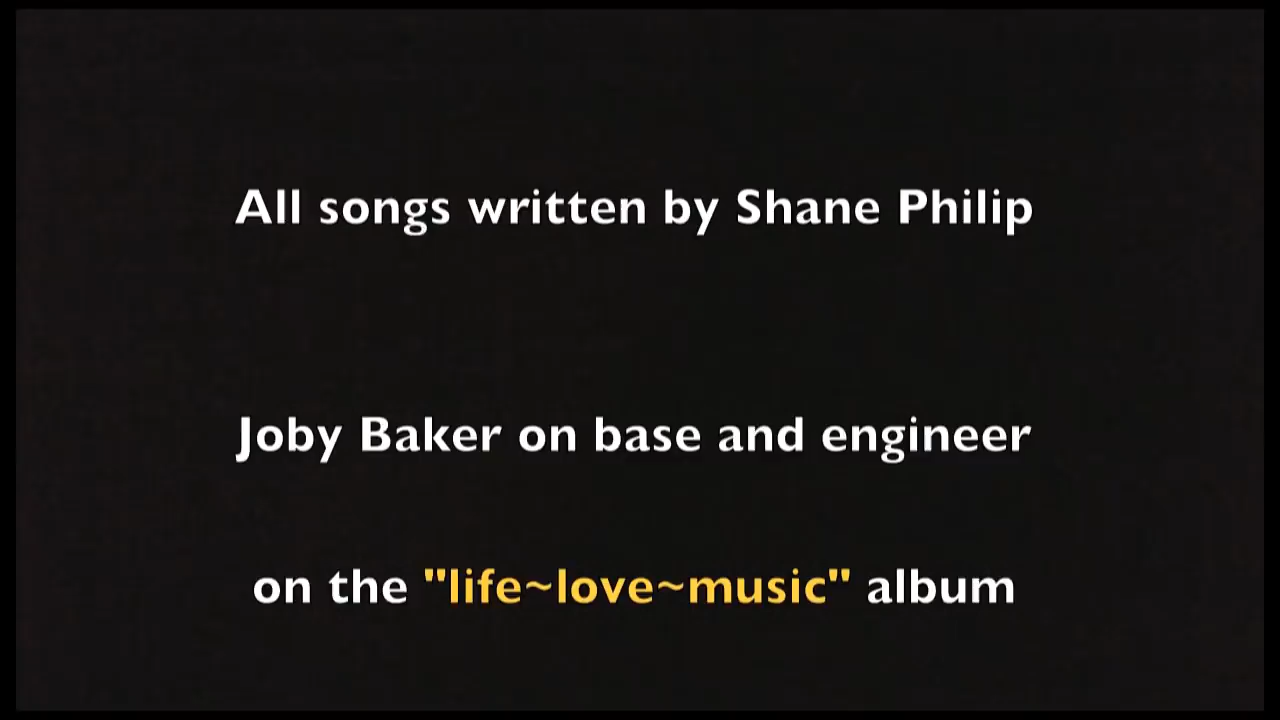 All songs written by Shane Philip
Joby Baker on base and engineer
on the "life~love~music" album